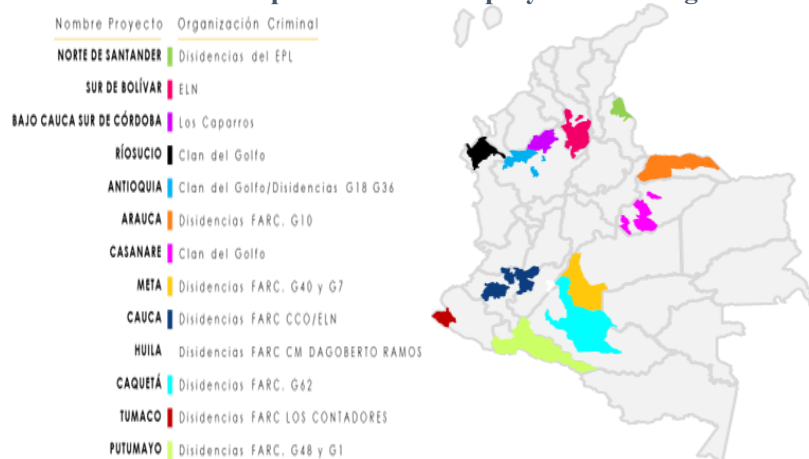 Nombre Proyecto Organización Criminal
NORTE DE SANTANDER Disidencias del EPL
SUR DE BOLÍVAR ELN
BAJO CAUCA SUR DE CÓRDOBA Los Caparros
RÍOSUCIO Clan del Golfo
ANTIOQUIA Clan del Golfo/Disidencias G18 G36
ARAUCA Disidencias FARC. G10
CASANARE Clan del Golfo
META Disidencias FARC. G40 y G7
CAUCA Disidencias FARC CCO/ELN
HUILA Disidencias FARC CM DAGOBERTO RAMOS
CAQUETÁ Disidencias FARC. G62
TUMACO Disidencias FARC LOS CONTADORES
PUTUMAYO Disidencias FARC. G48 y G1